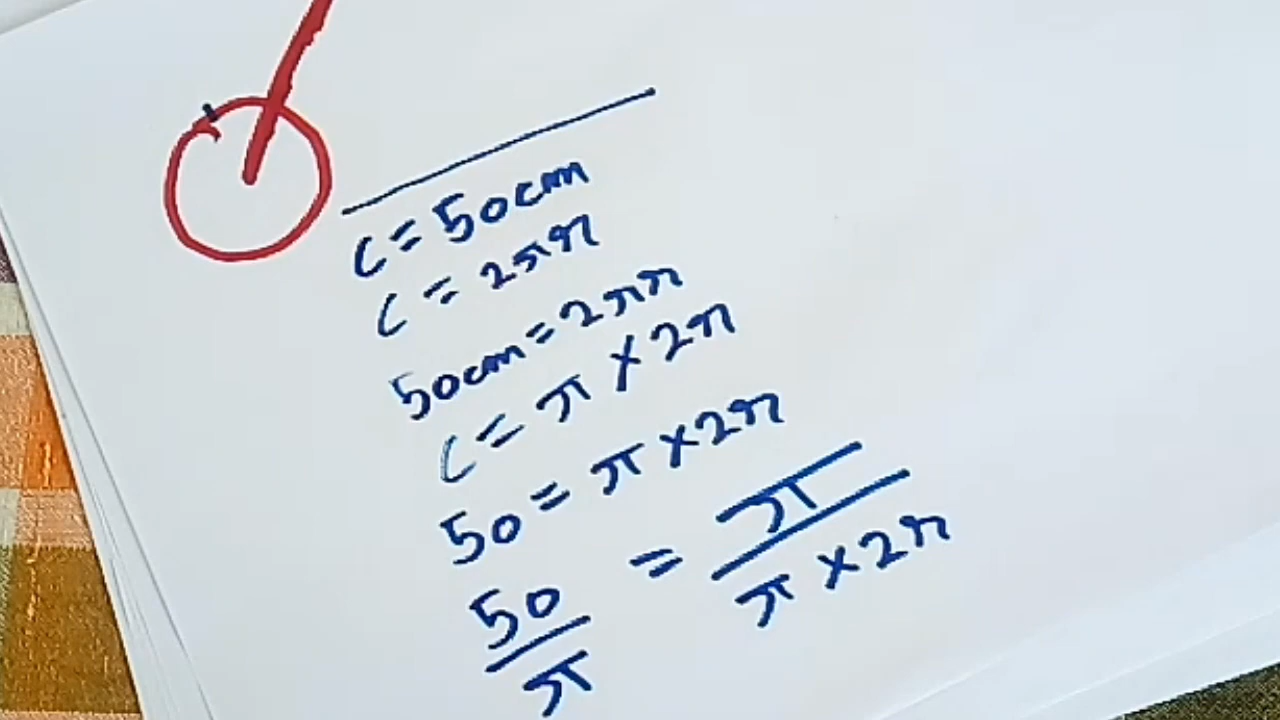 C = 50cm
C = 2πr
50cm = 2πr
C = π × 2r
50 = π × 2r
50/π = π/π × 2r